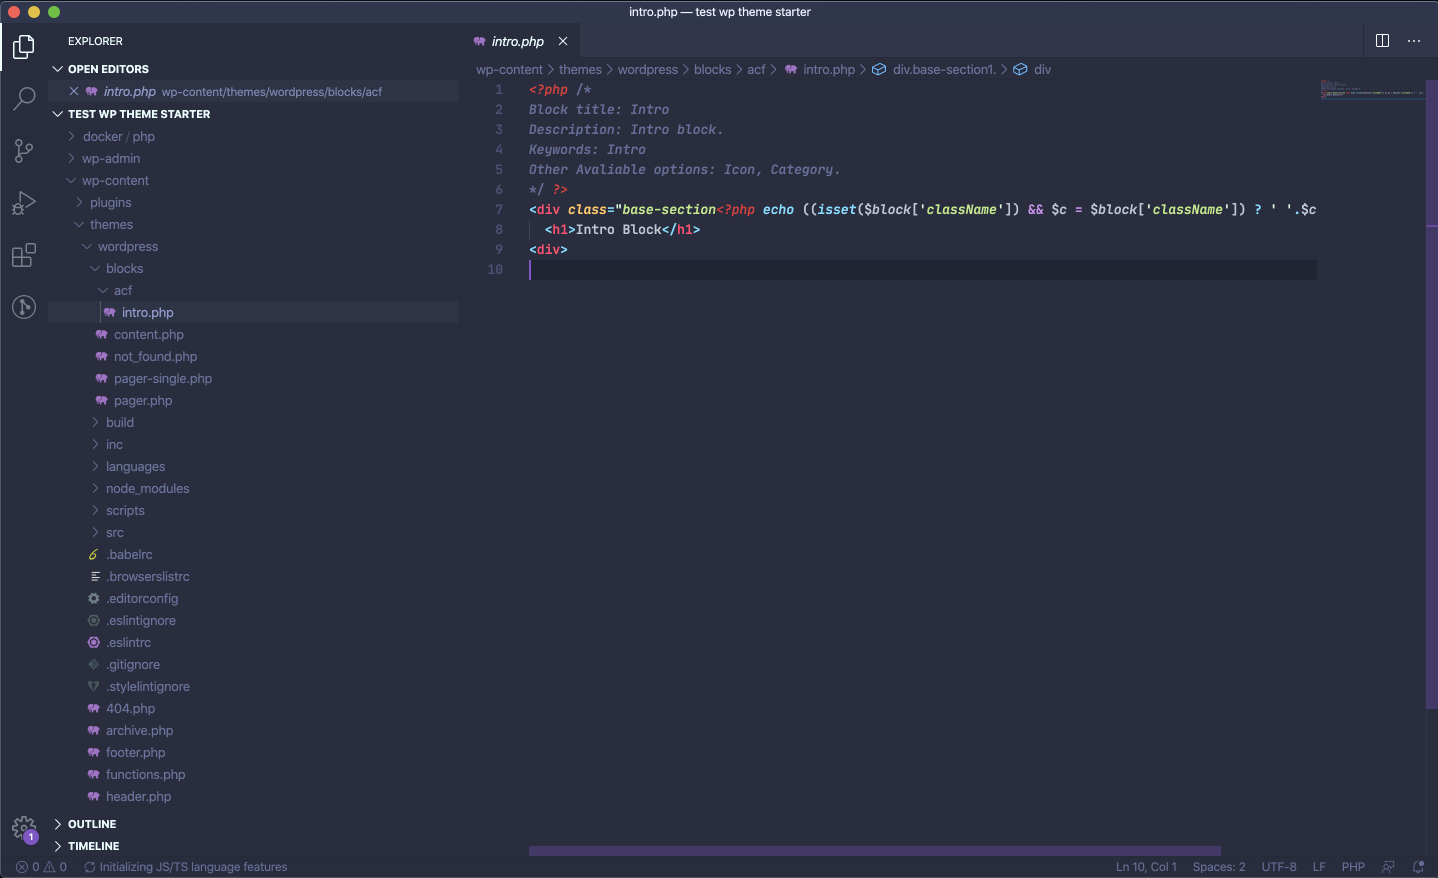 intro.php — test wp theme starter
EXPLORER
OPEN EDITORS
intro.php wp-content/themes/wordpress/blocks/acf
TEST WP THEME STARTER
docker / php
wp-admin
wp-content
plugins
themes
wordpress
blocks
acf
intro.php
content.php
not_found.php
pager-single.php
pager.php
build
inc
languages
node_modules
scripts
src
.babelrc
.browserslistrc
.editorconfig
.eslintignore
.eslintrc
.gitignore
.stylelintignore
404.php
archive.php
footer.php
functions.php
header.php
OUTLINE
TIMELINE
1
intro.php
wp-content > themes > wordpress > blocks > acf > intro.php > div.base-section1. > div
1 <?php /*
2 Block title: Intro
3 Description: Intro block.
4 Keywords: Intro
5 Other Avaliable options: Icon, Category.
6 */ ?>
7 <div class="base-section<?php echo ((isset($block['className']) && $c = $block['className']) ? ' '.$c
8 <h1>Intro Block</h1>
9 <div>
10
0 0 Initializing JS/TS language features
Ln 10, Col 1 Spaces: 2 UTF-8 LF PHP